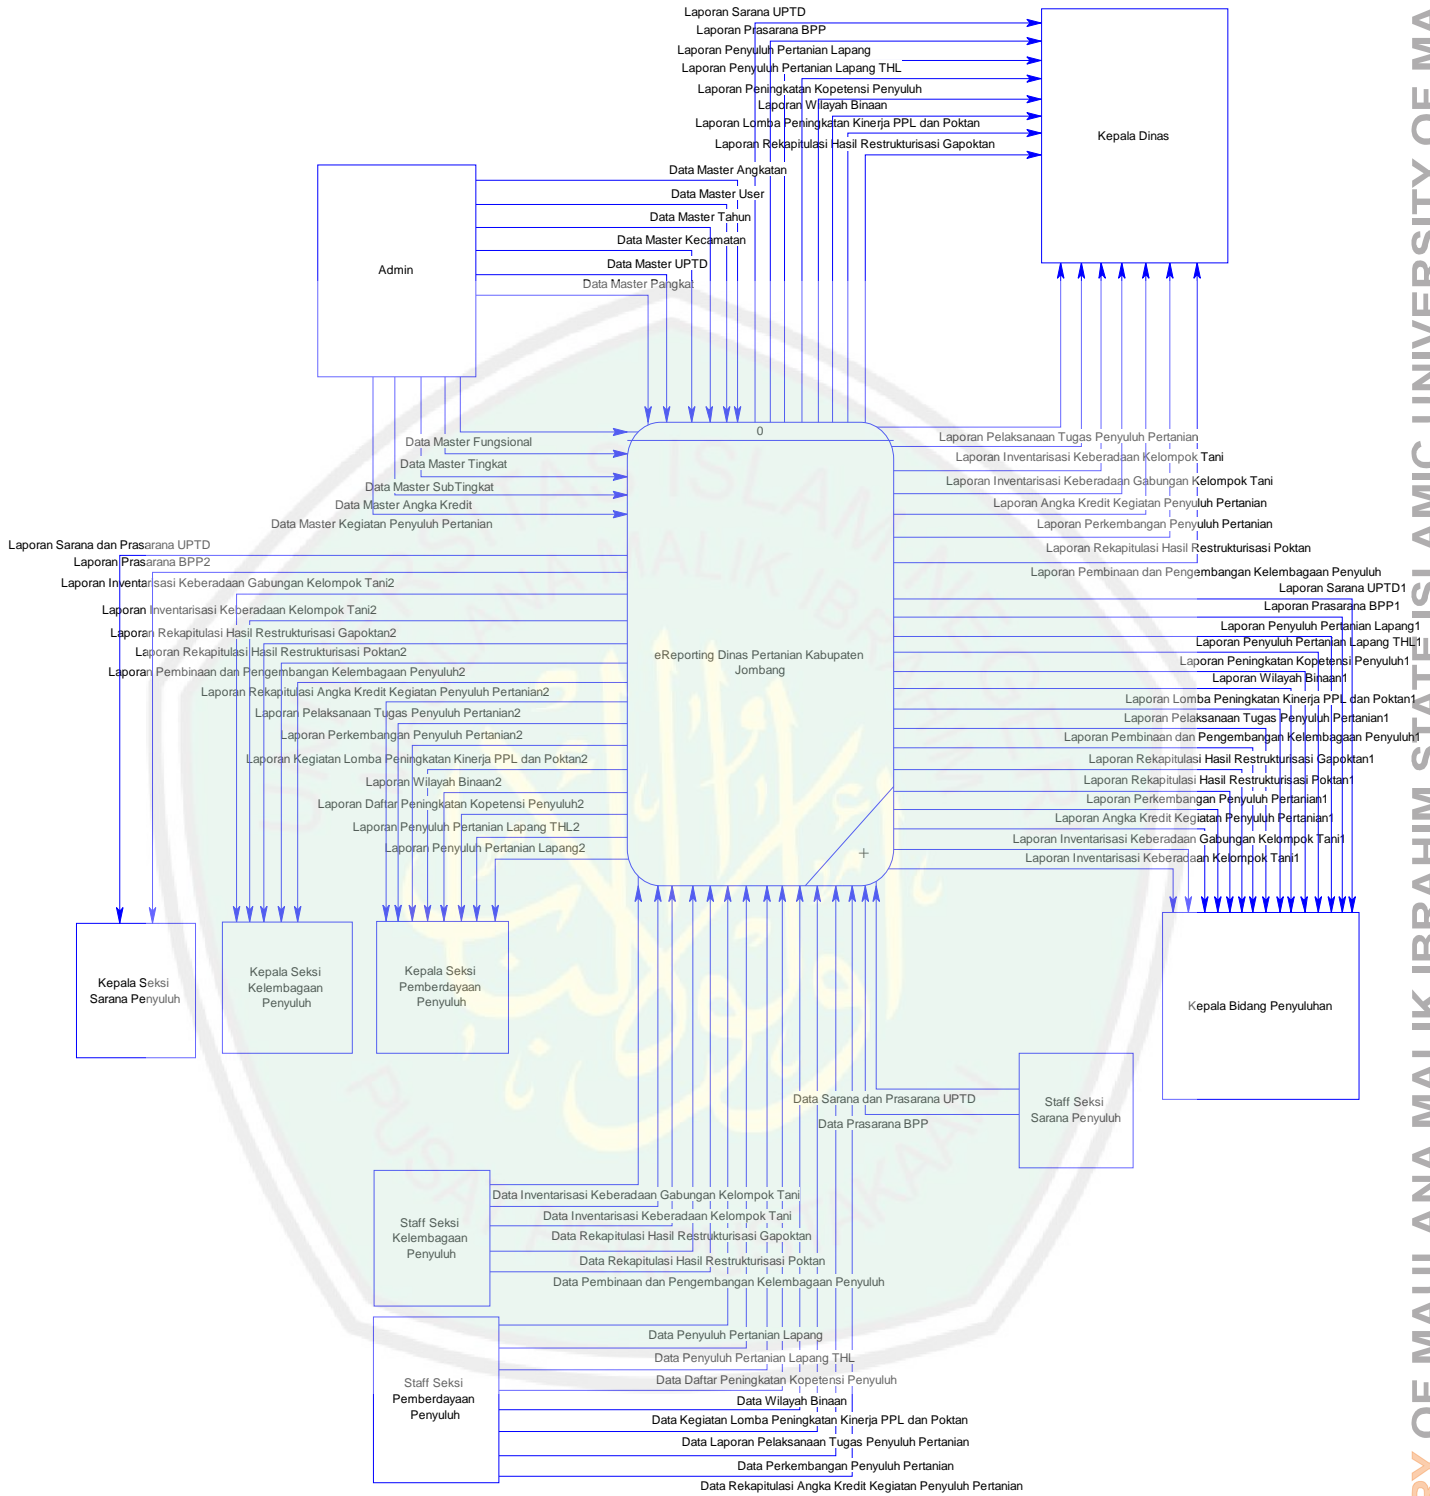 Laporan Sarana UPTD
Laporan Prasarana BPP
Laporan Penyuluh Pertanian Lapang
Laporan Penyuluh Pertanian Lapang THL
Laporan Peningkatan Kopetensi Penyuluh
Laporan Wilayah Binaan
Laporan Lomba Peningkatan Kinerja PPL dan Poktan
Laporan Rekapitulasi Hasil Restrukturisasi Gapoktan
Kepala Dinas
Data Master Angkatan
Data Master User
Data Master Tahun
Data Master Kecamatan
Data Master UPTD
Data Master Pangkat
Admin
Data Master Fungsional
Data Master Tingkat
Data Master SubTingkat
Data Master Angka Kredit
Data Master Kegiatan Penyuluh Pertanian
0
Laporan Pelaksanaan Tugas Penyuluh Pertanian
Laporan Inventarisasi Keberadaan Kelompok Tani
Laporan Inventarisasi Keberadaan Gabungan Kelompok Tani
Laporan Angka Kredit Kegiatan Penyuluh Pertanian
Laporan Perkembangan Penyuluh Pertanian
Laporan Rekapitulasi Hasil Restrukturisasi Poktan
Laporan Pembinaan dan Pengembangan Kelembagaan Penyuluh
Laporan Sarana dan Prasarana UPTD
Laporan Prasarana BPP2
Laporan Inventarisasi Keberadaan Gabungan Kelompok Tani2
Laporan Inventarisasi Keberadaan Kelompok Tani2
Laporan Rekapitulasi Hasil Restrukturisasi Gapoktan2
Laporan Rekapitulasi Hasil Restrukturisasi Poktan2
Laporan Pembinaan dan Pengembangan Kelembagaan Penyuluh2
Laporan Rekapitulasi Angka Kredit Kegiatan Penyuluh Pertanian2
Laporan Pelaksanaan Tugas Penyuluh Pertanian2
Laporan Perkembangan Penyuluh Pertanian2
Laporan Kegiatan Lomba Peningkatan Kinerja PPL dan Poktan2
Laporan Wilayah Binaan2
Laporan Daftar Peningkatan Kopetensi Penyuluh2
Laporan Penyuluh Pertanian Lapang THL2
Laporan Penyuluh Pertanian Lapang2
eReporting Dinas Pertanian Kabupaten
Jombang
+
Laporan Sarana UPTD1
Laporan Prasarana BPP1
Laporan Penyuluh Pertanian Lapang1
Laporan Penyuluh Pertanian Lapang THL1
Laporan Peningkatan Kopetensi Penyuluh1
Laporan Wilayah Binaan1
Laporan Lomba Peningkatan Kinerja PPL dan Poktan1
Laporan Pelaksanaan Tugas Penyuluh Pertanian1
Laporan Pembinaan dan Pengembangan Kelembagaan Penyuluh1
Laporan Rekapitulasi Hasil Restrukturisasi Gapoktan1
Laporan Rekapitulasi Hasil Restrukturisasi Poktan1
Laporan Perkembangan Penyuluh Pertanian1
Laporan Angka Kredit Kegiatan Penyuluh Pertanian1
Laporan Inventarisasi Keberadaan Gabungan Kelompok Tani1
Laporan Inventarisasi Keberadaan Kelompok Tani1
Kepala Seksi
Sarana Penyuluh
Kepala Seksi
Kelembagaan
Penyuluh
Kepala Seksi
Pemberdayaan
Penyuluh
Kepala Bidang Penyuluhan
Data Sarana dan Prasarana UPTD
Data Prasarana BPP
Staff Seksi
Sarana Penyuluh
Staff Seksi
Kelembagaan
Penyuluh
Data Inventarisasi Keberadaan Gabungan Kelompok Tani
Data Inventarisasi Keberadaan Kelompok Tani
Data Rekapitulasi Hasil Restrukturisasi Gapoktan
Data Rekapitulasi Hasil Restrukturisasi Poktan
Data Pembinaan dan Pengembangan Kelembagaan Penyuluh
Staff Seksi
Pemberdayaan
Penyuluh
Data Penyuluh Pertanian Lapang
Data Penyuluh Pertanian Lapang THL
Data Daftar Peningkatan Kopetensi Penyuluh
Data Wilayah Binaan
Data Kegiatan Lomba Peningkatan Kinerja PPL dan Poktan
Data Laporan Pelaksanaan Tugas Penyuluh Pertanian
Data Perkembangan Penyuluh Pertanian
Data Rekapitulasi Angka Kredit Kegiatan Penyuluh Pertanian
OF MAULANA MALIK IBRAHIM STATE ISLAMIC UNIVERSITY OF MA